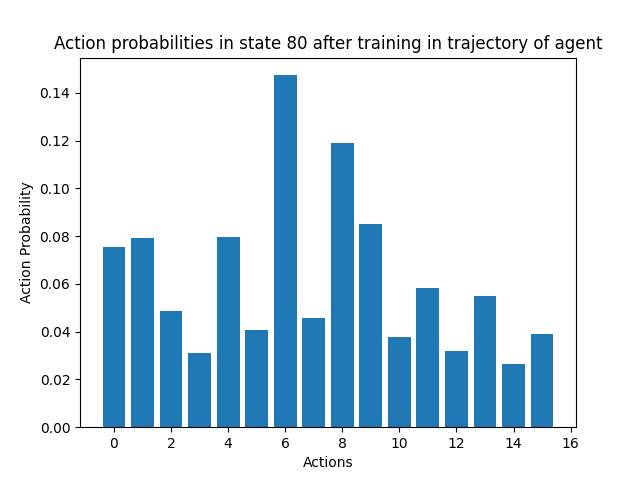 Action probabilities in state 80 after training in trajectory of agent
0.14
0.12
0.10
0.08
0.06
0.04
0.02
0.00
Action Probability
0 2 4 6 8 10 12 14 16
Actions